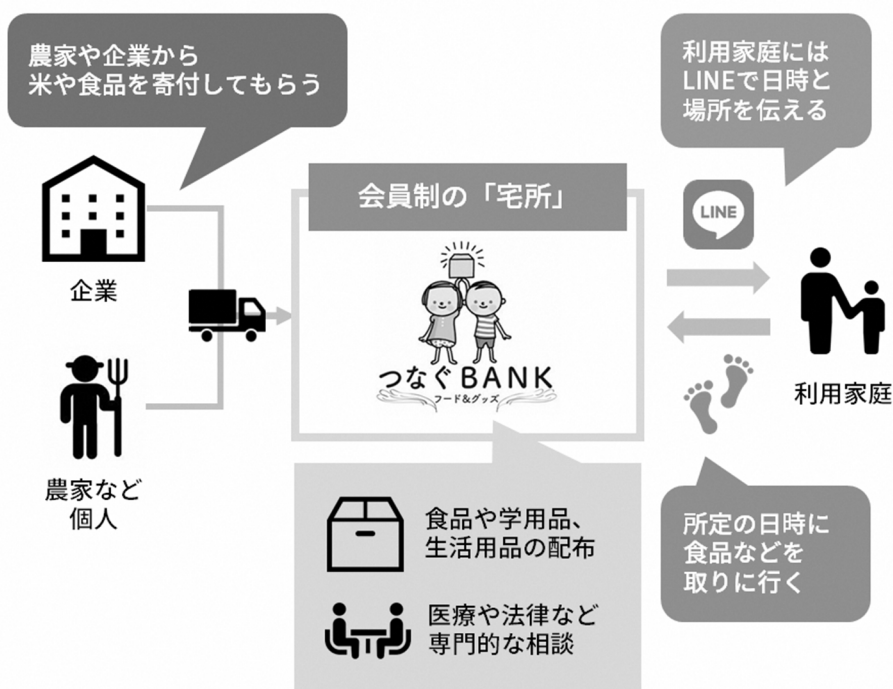 農家や企業から
米や食品を寄付してもらう
利用家庭には
LINEで日時と
場所を伝える
会員制の「宅所」
LINE
企業
つなぐBANK
フード&グッズ
利用家庭
農家など
個人
食品や学用品、
生活用品の配布
医療や法律など
専門的な相談
所定の日時に
食品などを
取りに行く